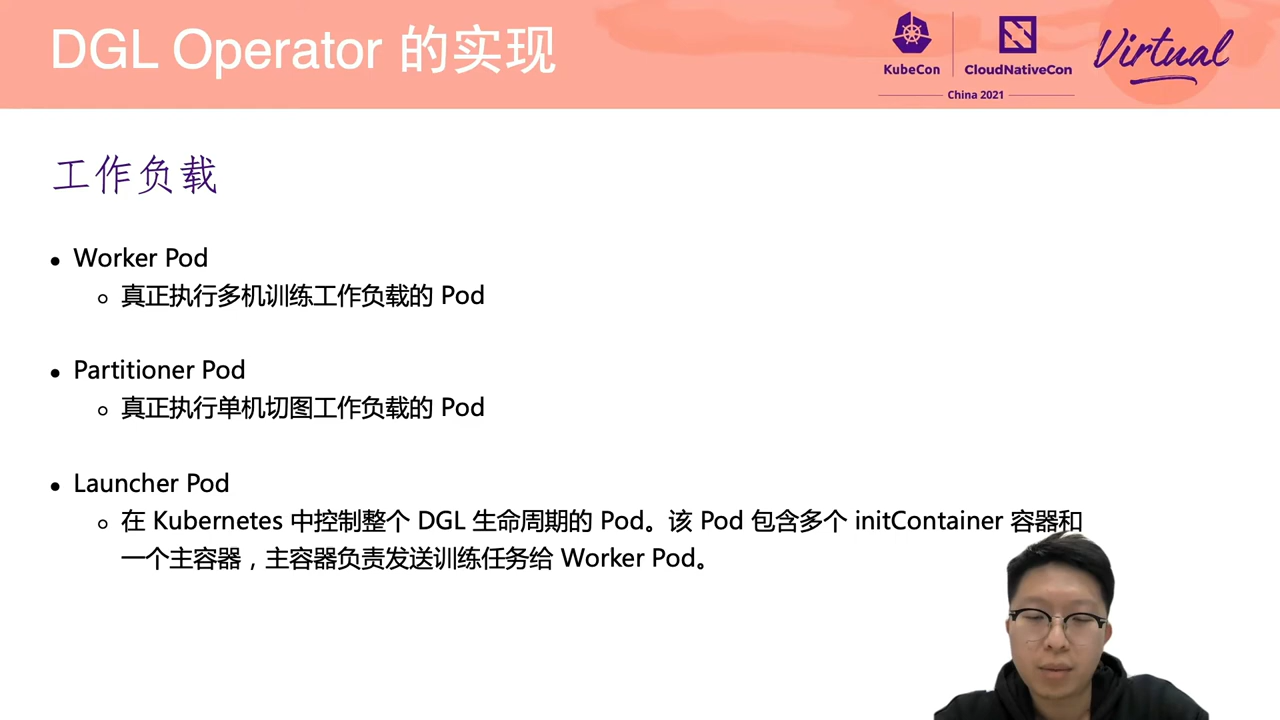 DGL Operator 的实现
KubeCon
CloudNativeCon
China 2021
Virtual
工作负载
• Worker Pod
○ 真正执行多机训练工作负载的 Pod
• Partitioner Pod
○ 真正执行单机切图工作负载的 Pod
• Launcher Pod
○ 在 Kubernetes 中控制整个 DGL 生命周期的 Pod。该 Pod 包含多个 initContainer 容器和
一个主容器，主容器负责发送训练任务给 Worker Pod。